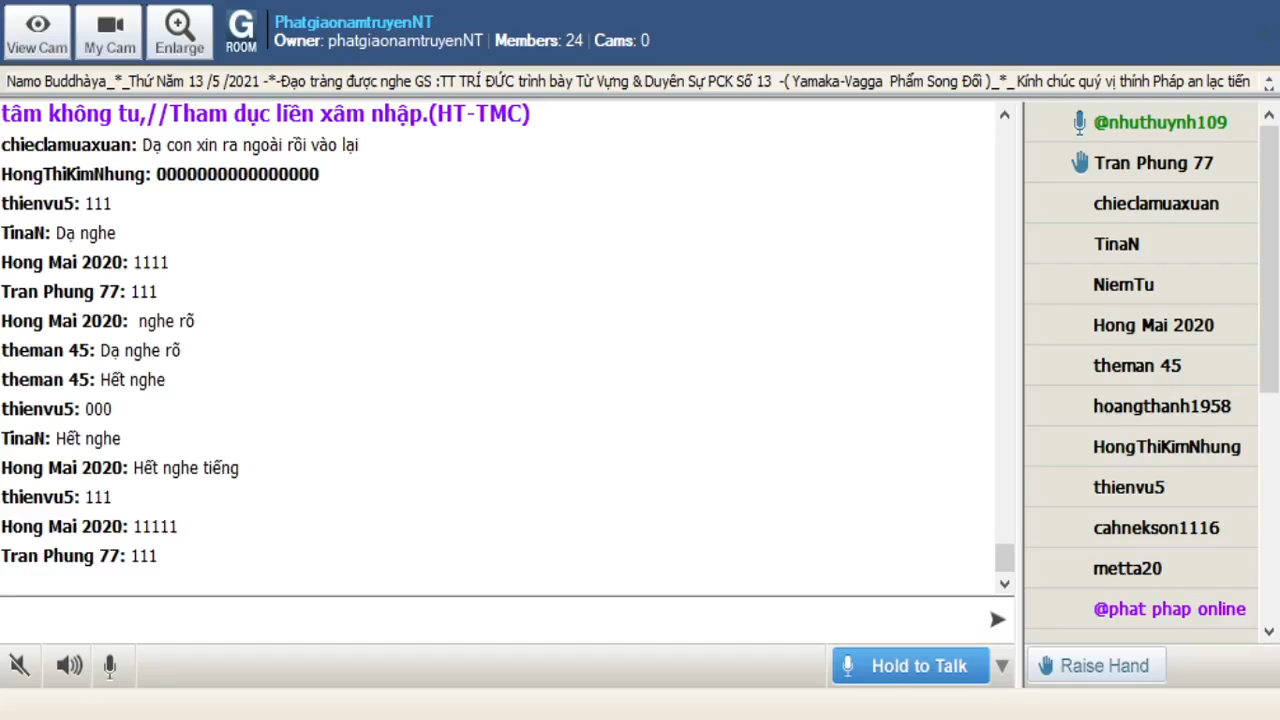 View Cam
My Cam
Enlarge
G
ROOM
PhatgiaonamtruyenNT
Owner: phatgiaonamtruyenNT | Members: 24 | Cams: 0
Namo Buddhàya_*_Thứ Năm 13 /5 /2021 -*-Đạo tràng được nghe GS :TT TRÍ ĐỨC trình bày Từ Vựng & Duyên Sự PCK Số 13 -( Yamaka-Vagga Phẩm Song Đối )_*_ Kính chúc quý vị thính Pháp an lạc tiến
tâm không tu,//Tham dục liền xâm nhập.(HT-TMC)
chieclamuaxuan: Dạ con xin ra ngoài rồi vào lại
HongThiKimNhung: 0000000000000000
thienvu5: 111
TinaN: Dạ nghe
Hong Mai 2020: 1111
Tran Phung 77: 111
Hong Mai 2020: nghe rõ
theman 45: Dạ nghe rõ
theman 45: Hết nghe
thienvu5: 000
TinaN: Hết nghe
Hong Mai 2020: Hết nghe tiếng
thienvu5: 111
Hong Mai 2020: 11111
Tran Phung 77: 111
@nhuthuynh109
Tran Phung 77
chieclamuaxuan
TinaN
NiemTu
Hong Mai 2020
theman 45
hoangthanh1958
HongThiKimNhung
thienvu5
cahnekson1116
metta20
@phat phap online
Hold to Talk
Raise Hand